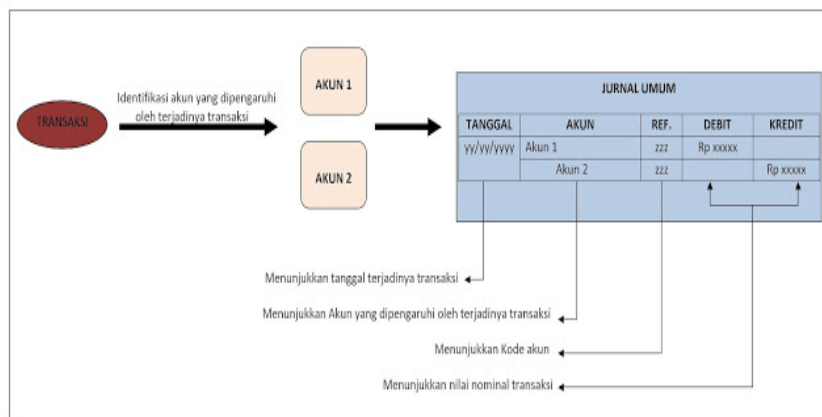 TRANSAKSI
Identifikasi akun yang dipengaruhi
oleh terjadinya transaksi
AKUN 1
AKUN 2
JURNAL UMUM
TANGGAL AKUN REF. DEBIT KREDIT
yy/yy/yyyy Akun 1 zzz Rp xxxxx
Akun 2 zzz Rp xxxxx
Menunjukkan tanggal terjadinya transaksi
Menunjukkan Akun yang dipengaruhi oleh terjadinya transaksi
Menunjukkan Kode akun
Menunjukkan nilai nominal transaksi